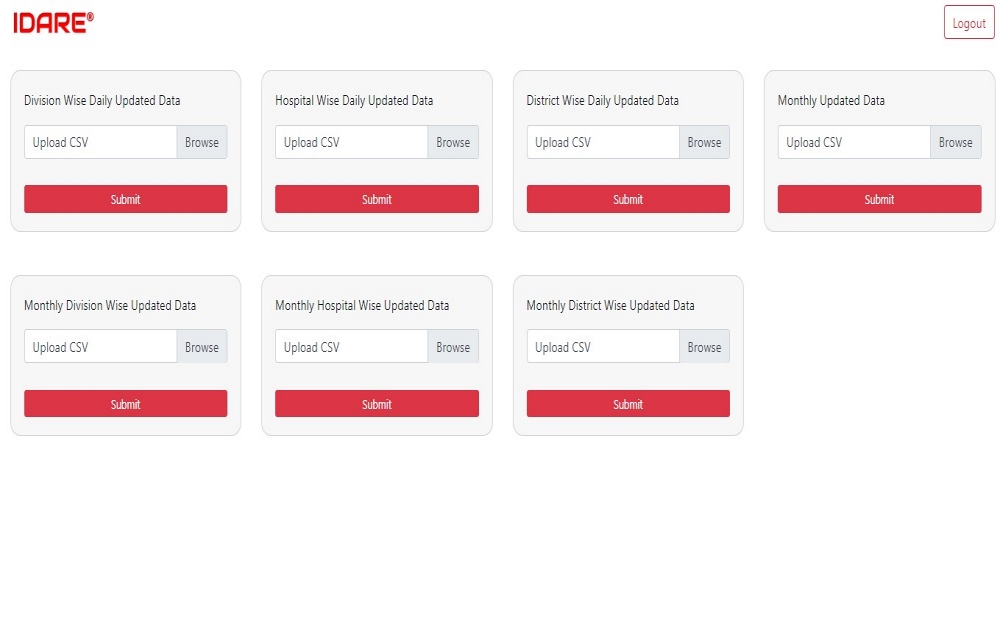 IDARE®
Logout
Division Wise Daily Updated Data
Upload CSV Browse
Submit
Hospital Wise Daily Updated Data
Upload CSV Browse
Submit
District Wise Daily Updated Data
Upload CSV Browse
Submit
Monthly Updated Data
Upload CSV Browse
Submit
Monthly Division Wise Updated Data
Upload CSV Browse
Submit
Monthly Hospital Wise Updated Data
Upload CSV Browse
Submit
Monthly District Wise Updated Data
Upload CSV Browse
Submit